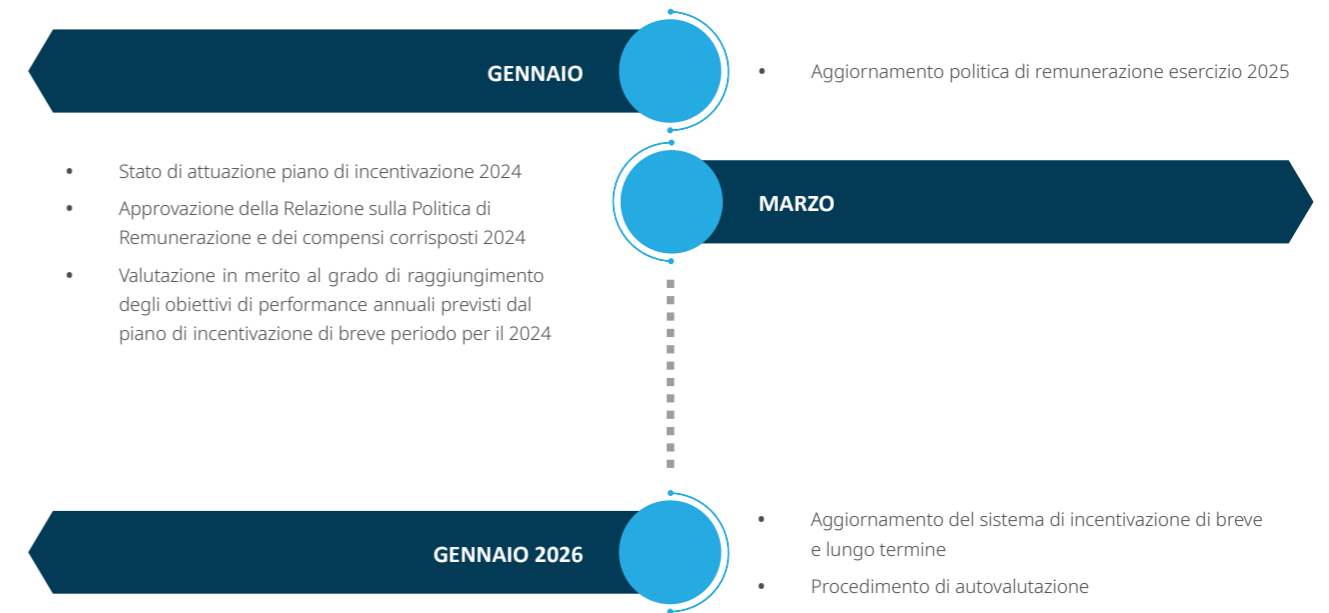 GENNAIO
• Aggiornamento politica di remunerazione esercizio 2025
MARZO
• Stato di attuazione piano di incentivazione 2024
• Approvazione della Relazione sulla Politica di
Remunerazione e dei compensi corrisposti 2024
• Valutazione in merito al grado di raggiungimento
degli obiettivi di performance annuali previsti dal
piano di incentivazione di breve periodo per il 2024
GENNAIO 2026
• Aggiornamento del sistema di incentivazione di breve
e lungo termine
• Procedimento di autovalutazione